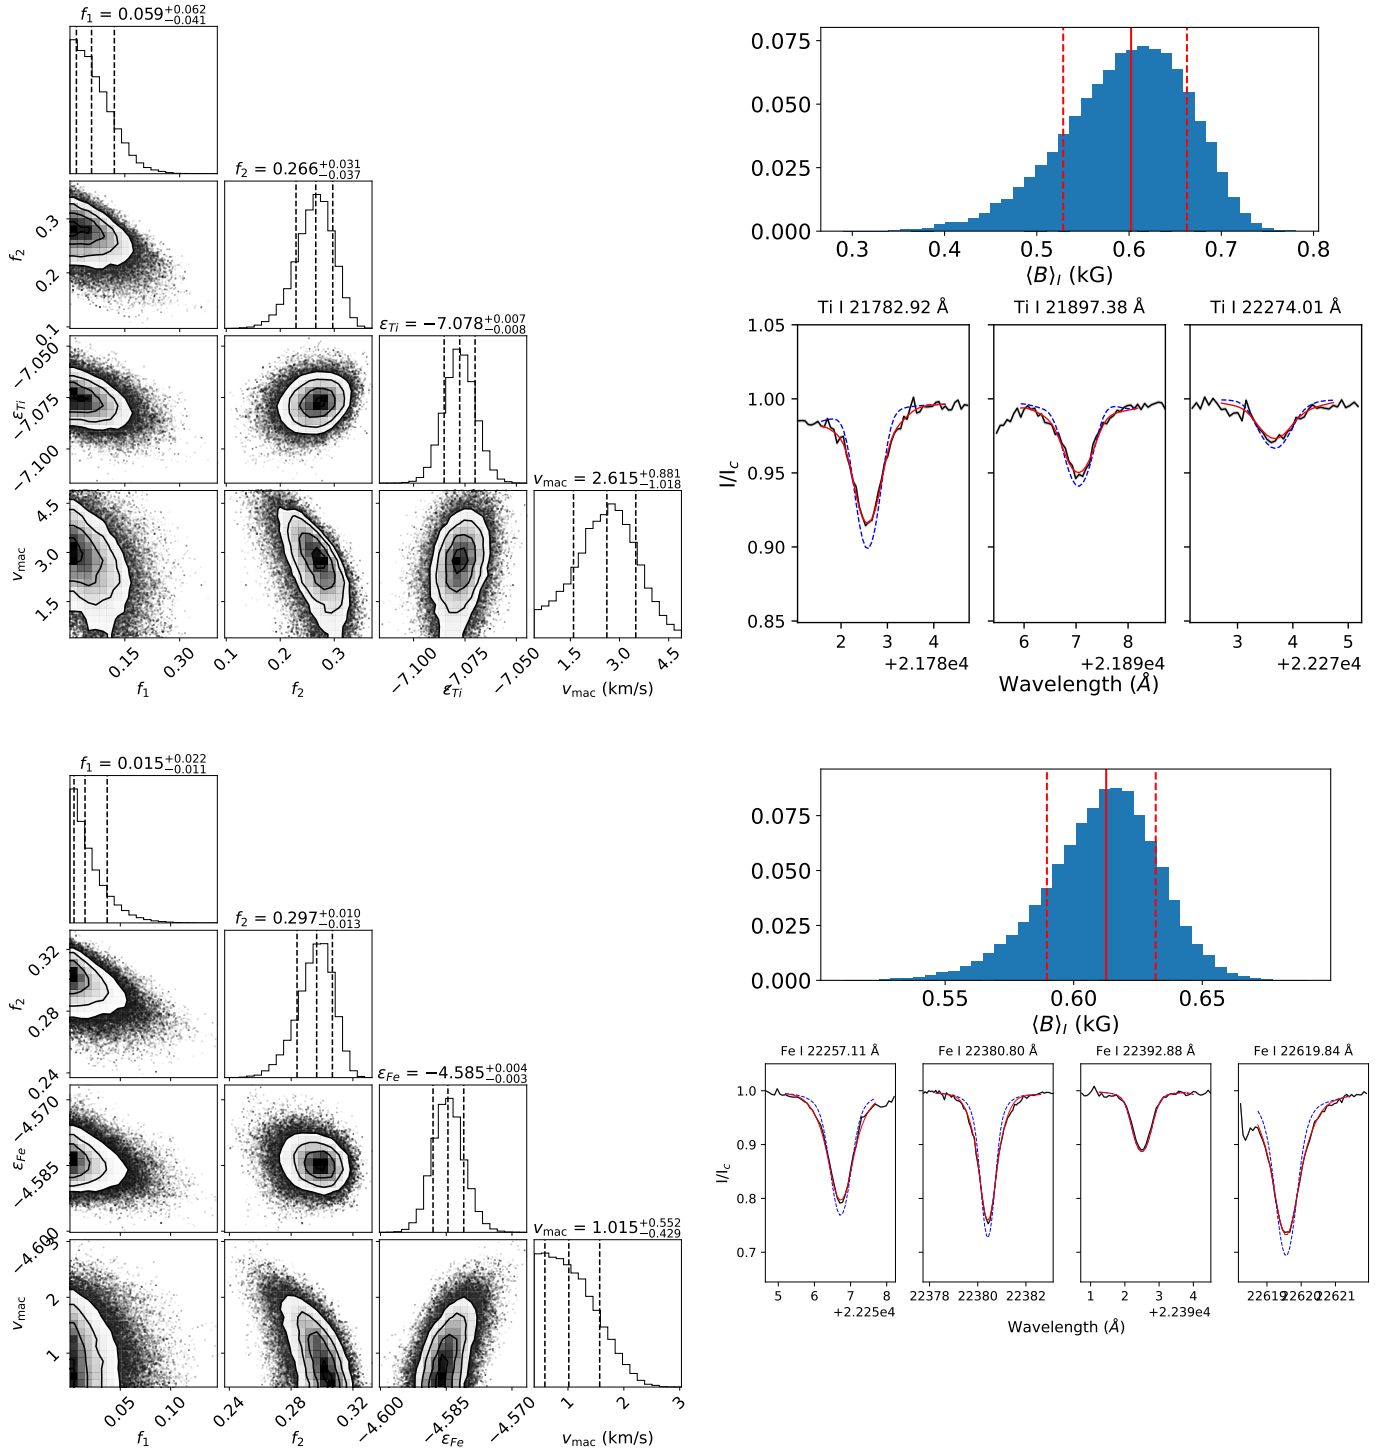 f₁ = 0.059 +0.062 −0.041
f₂ = 0.266 +0.031 −0.037
ε_Ti = −7.078 +0.007 −0.008
v_mac = 2.615 +0.881 −1.018
f₂
0.3
0.2
0.1
ε_Ti
−7.050
−7.075
−7.100
v_mac
4.5
3.0
1.5
0.15 0.30
f₁
0.1 0.2 0.3
f₂
−7.100 −7.075 −7.050
ε_Ti
1.5 3.0 4.5
v_mac (km/s)
0.075
0.050
0.025
0.000
0.3 0.4 0.5 0.6 0.7 0.8
⟨B⟩_I (kG)
Ti I 21782.92 Å Ti I 21897.38 Å Ti I 22274.01 Å
1.05
1.00
0.95
0.90
0.85
I/I_c
2 3 4
+2.178e4
6 7 8
+2.189e4
3 4 5
+2.227e4
Wavelength (Å)
f₁ = 0.015 +0.022 −0.011
f₂ = 0.297 +0.010 −0.013
ε_Fe = −4.585 +0.004 −0.003
v_mac = 1.015 +0.552 −0.429
f₂
0.32
0.28
0.24
ε_Fe
−4.570
−4.585
−4.600
v_mac
3
2
1
0.05 0.10
f₁
0.24 0.28 0.32
f₂
−4.600 −4.585 −4.570
ε_Fe
1 2 3
v_mac (km/s)
0.075
0.050
0.025
0.000
0.55 0.60 0.65
⟨B⟩_I (kG)
Fe I 22257.11 Å Fe I 22380.80 Å Fe I 22392.88 Å Fe I 22619.84 Å
1.0
0.9
0.8
0.7
I/I_c
5 6 7 8
+2.225e4
22378 22380 22382
1 2 3 4
+2.239e4
22619 22620 22621
Wavelength (Å)